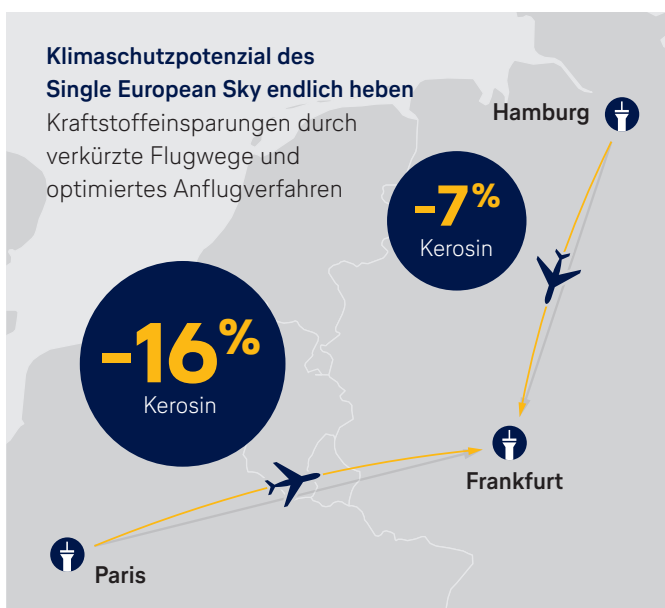 Klimaschutzpotenzial des
Single European Sky endlich heben
Kraftstoffeinsparungen durch
verkürzte Flugwege und
optimiertes Anflugverfahren
Hamburg
-7%
Kerosin
-16%
Kerosin
Frankfurt
Paris